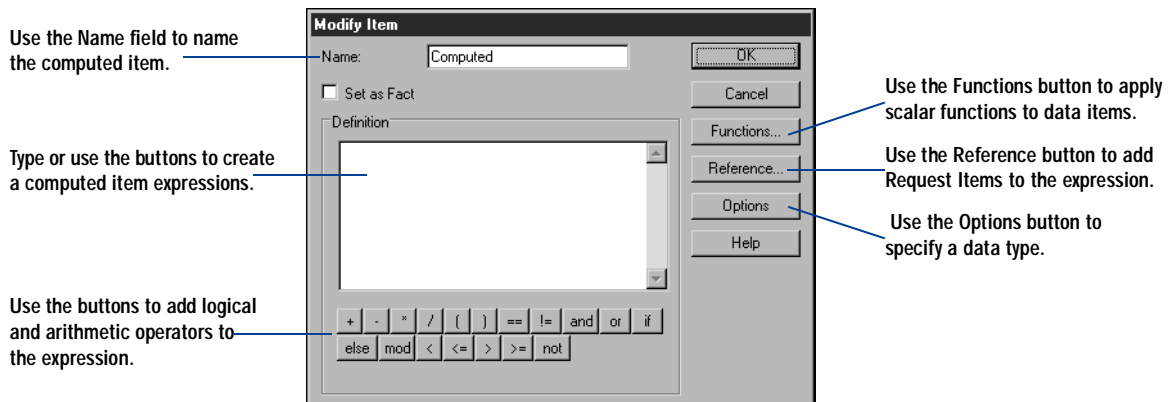 Use the Name field to name
the computed item.
Type or use the buttons to create
a computed item expressions.
Use the buttons to add logical
and arithmetic operators to
the expression.
Modify Item
Name:
Computed
Set as Fact
Definition
+ - * / ( ) == != and or if
else mod < <= > >= not
OK
Cancel
Functions...
Reference...
Options
Help
Use the Functions button to apply
scalar functions to data items.
Use the Reference button to add
Request Items to the expression.
Use the Options button to
specify a data type.